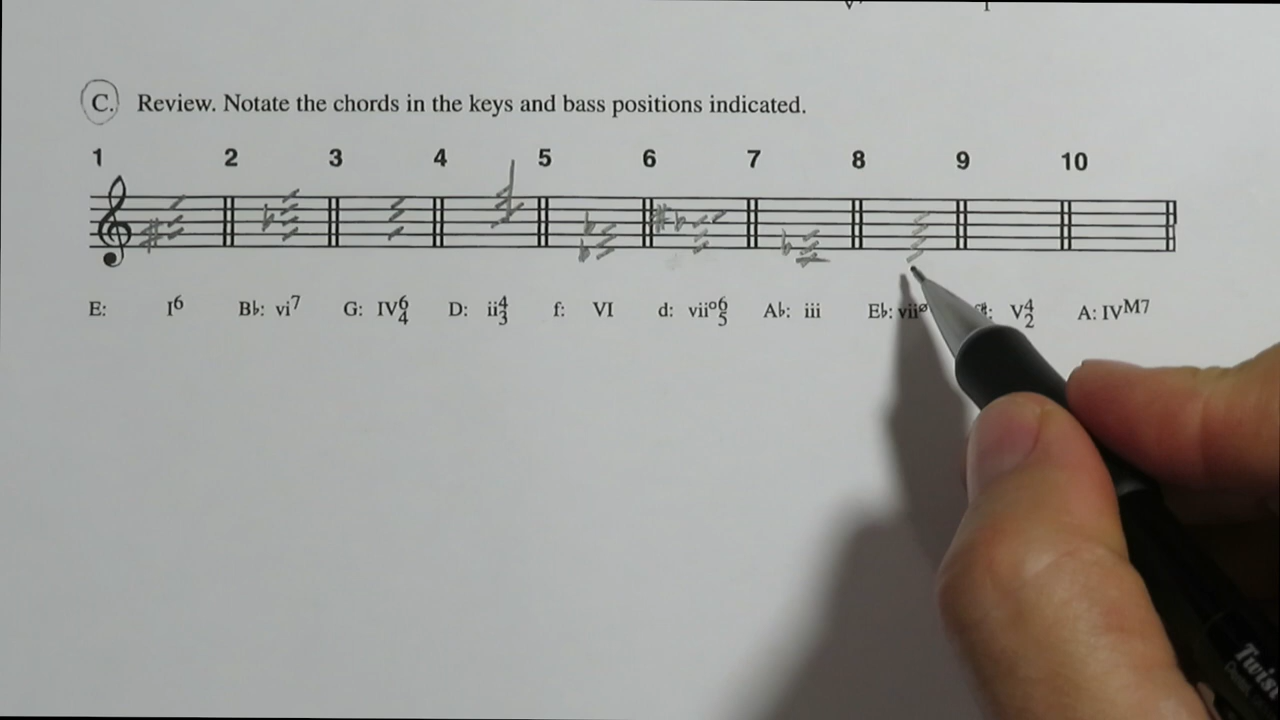 C. Review. Notate the chords in the keys and bass positions indicated.
1 2 3 4 5 6 7 8 9 10
E: I6 B♭: vi7 G: IV6/4 D: ii4/3 f: VI d: vii°6/5 A♭: iii E♭: viiø V4/2 A: IVM7
Twist